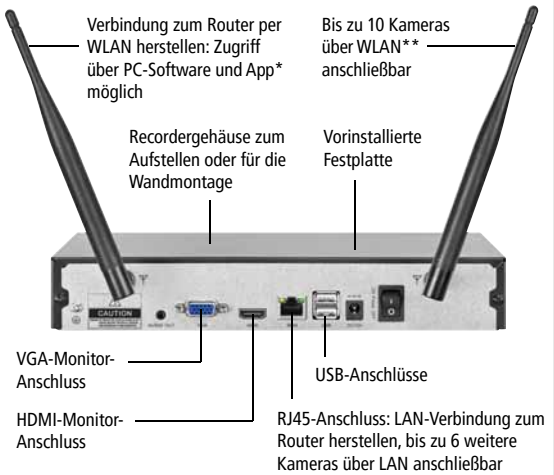 Verbindung zum Router per
WLAN herstellen: Zugriff
über PC-Software und App*
möglich
Bis zu 10 Kameras
über WLAN**
anschließbar
Recordergehäuse zum
Aufstellen oder für die
Wandmontage
Vorinstallierte
Festplatte
CAUTION
AUDIO OUT
VGA-Monitor-
Anschluss
HDMI-Monitor-
Anschluss
USB-Anschlüsse
RJ45-Anschluss: LAN-Verbindung zum
Router herstellen, bis zu 6 weitere
Kameras über LAN anschließbar